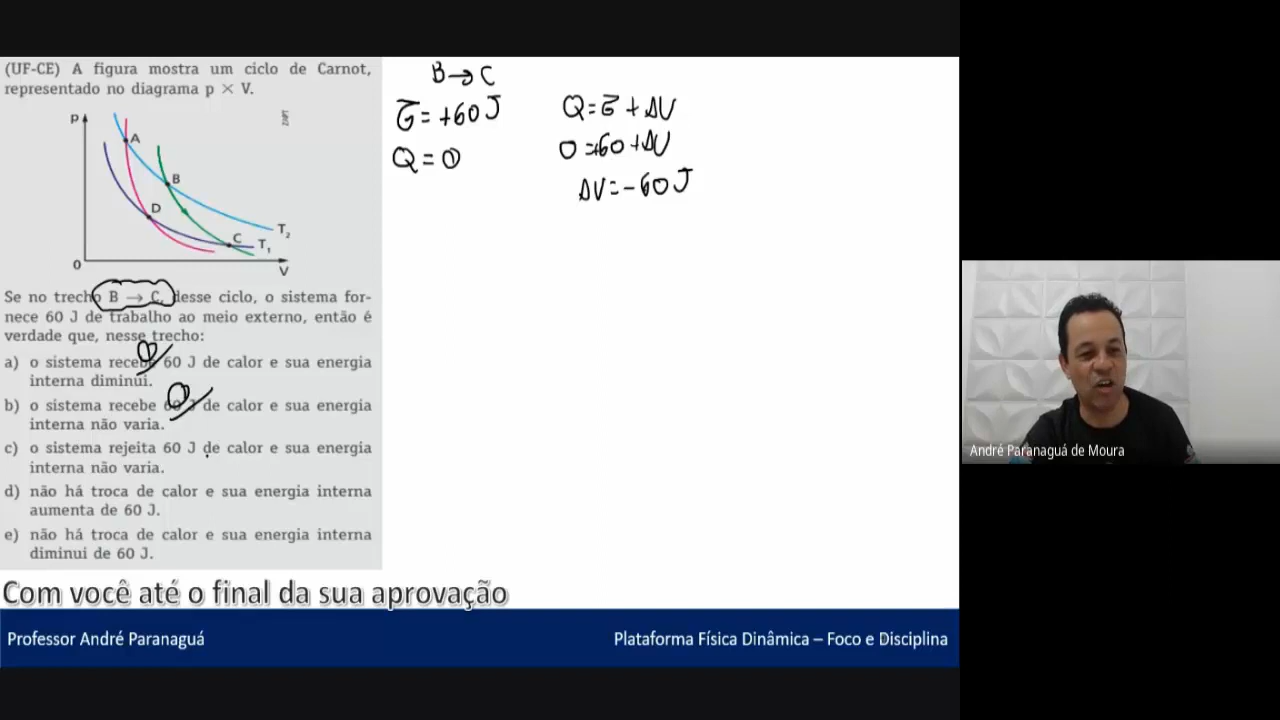 (UF-CE) A figura mostra um ciclo de Carnot,
representado no diagrama p × V.
P
A
B
D
C
T₂
T₁
0
V
Se no trecho B → C, desse ciclo, o sistema for-
nece 60 J de trabalho ao meio externo, então é
verdade que, nesse trecho:
a) o sistema recebe 60 J de calor e sua energia
interna diminui.
b) o sistema recebe 60 J de calor e sua energia
interna não varia.
c) o sistema rejeita 60 J de calor e sua energia
interna não varia.
d) não há troca de calor e sua energia interna
aumenta de 60 J.
e) não há troca de calor e sua energia interna
diminui de 60 J.
B → C
Ꞇ = +60 J
Q = 0
Q = Ꞇ + ΔU
0 = +60 + ΔU
ΔU = -60 J
Com você até o final da sua aprovação
Professor André Paranaguá
Plataforma Física Dinâmica – Foco e Disciplina
André Paranaguá de Moura